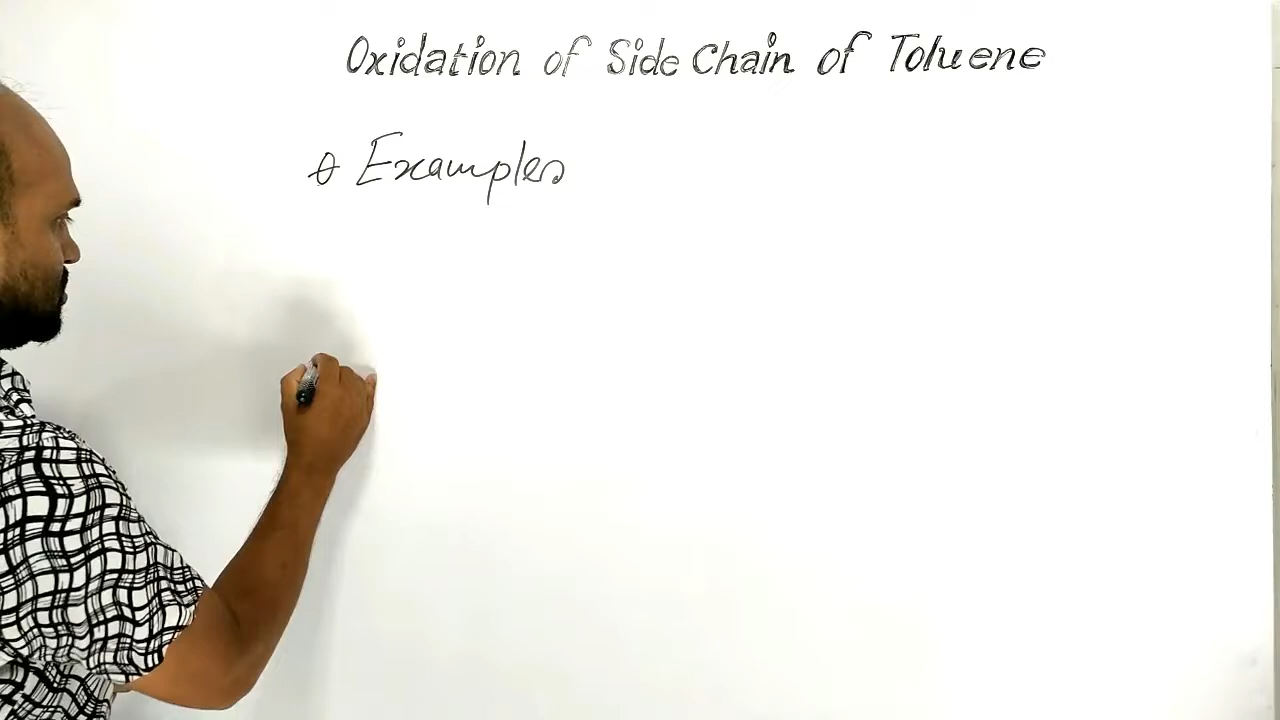 Oxidation of Side Chain of Toluene
* Examples